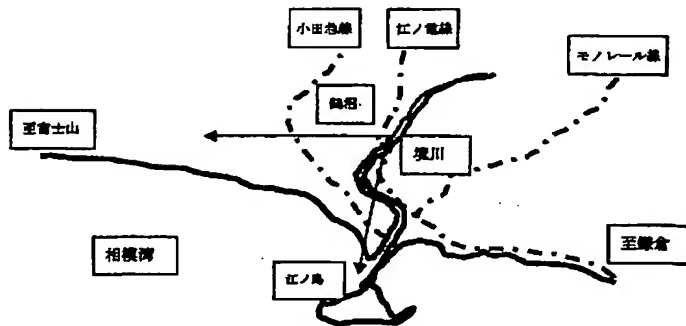 小田急線
江ノ電線
モノレール線
鵠沼
至富士山
境川
相模湾
江ノ島
至鎌倉